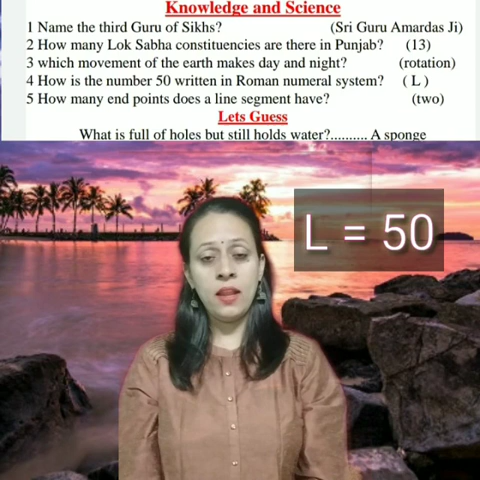 Knowledge and Science
1 Name the third Guru of Sikhs? (Sri Guru Amardas Ji)
2 How many Lok Sabha constituencies are there in Punjab? (13)
3 which movement of the earth makes day and night? (rotation)
4 How is the number 50 written in Roman numeral system? ( L )
5 How many end points does a line segment have? (two)
Lets Guess
What is full of holes but still holds water?.......... A sponge
L = 50